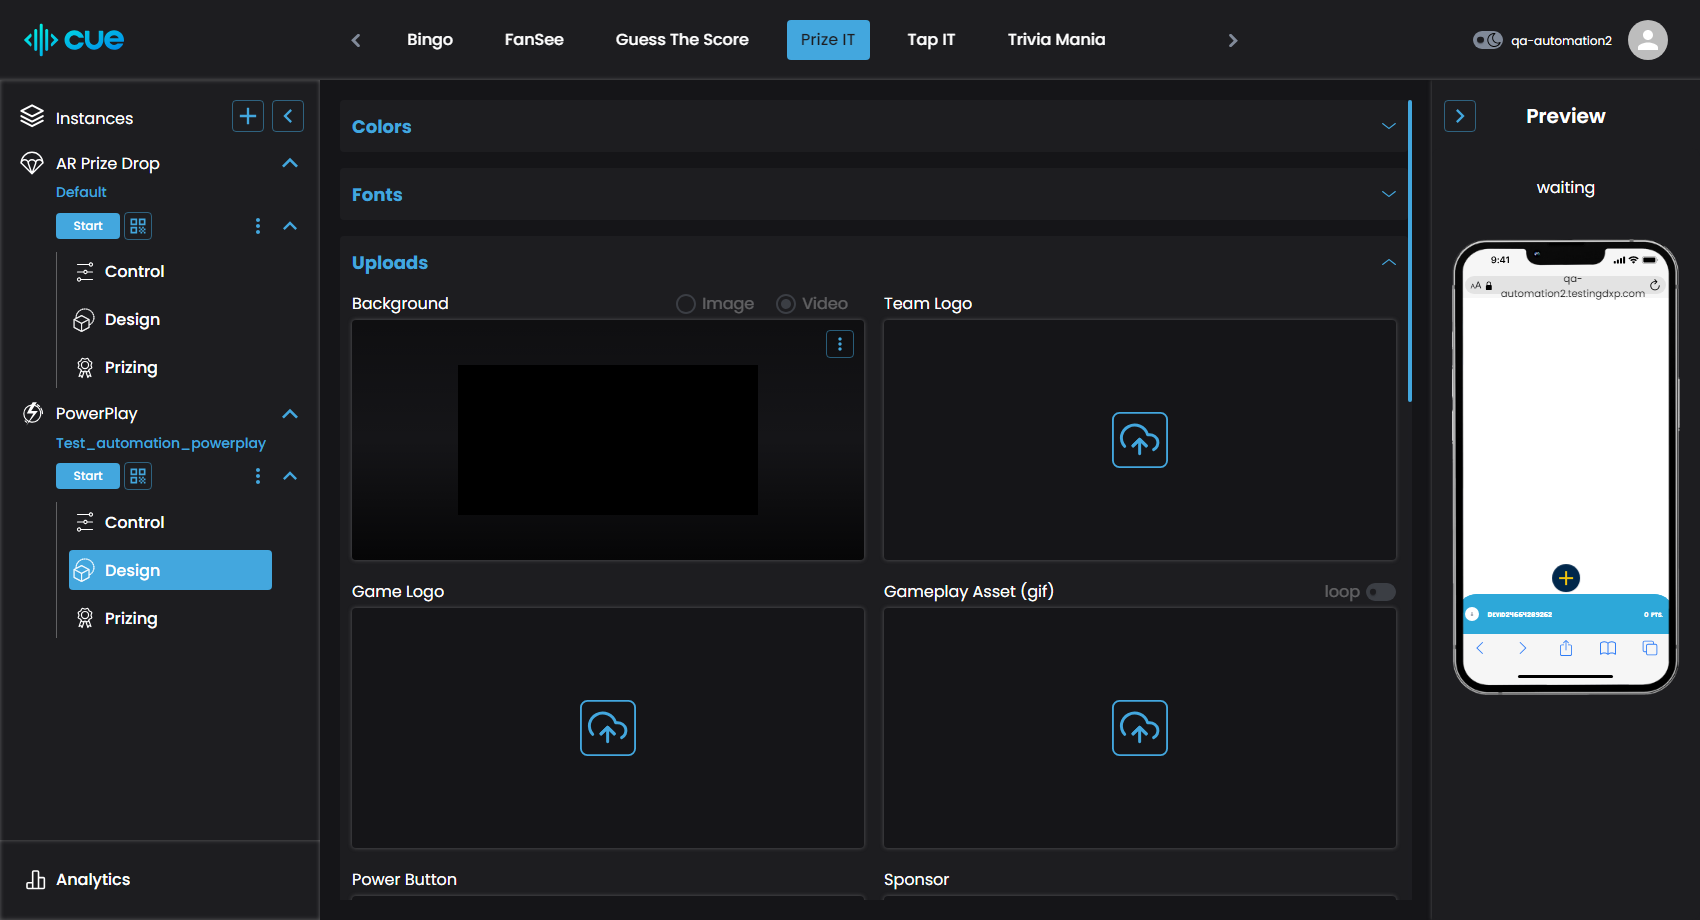 cue
Bingo
FanSee
Guess The Score
Prize IT
Tap IT
Trivia Mania
qa-automation2
Instances
AR Prize Drop
Default
Start
Control
Design
Prizing
PowerPlay
Test_automation_powerplay
Start
Control
Design
Prizing
Analytics
Colors
Fonts
Uploads
Background
Image
Video
Team Logo
Game Logo
Gameplay Asset (gif)
loop
Power Button
Sponsor
Preview
waiting
9:41
AA
qa-
automation2.testingdxp.com
0 PTS.